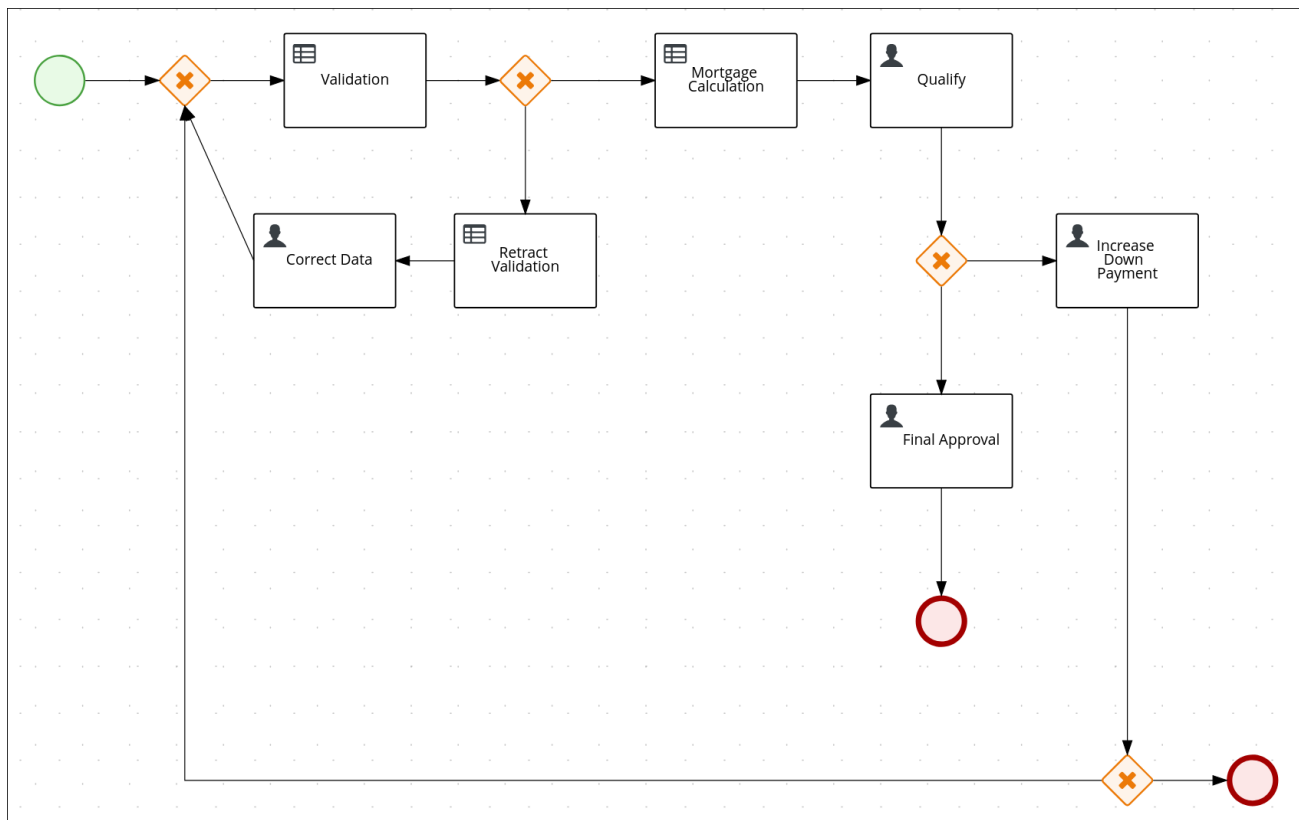 Validation
Mortgage
Calculation
Qualify
Correct Data
Retract
Validation
Increase
Down
Payment
Final Approval